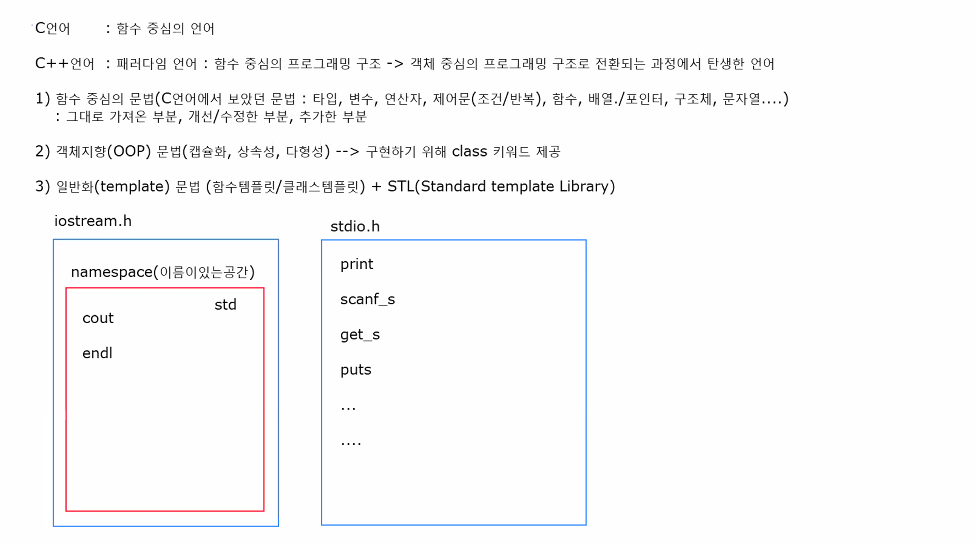 C언어 : 함수 중심의 언어
C++언어 : 패러다임 언어 : 함수 중심의 프로그래밍 구조 -> 객체 중심의 프로그래밍 구조로 전환되는 과정에서 탄생한 언어
1) 함수 중심의 문법(C언어에서 보았던 문법 : 타입, 변수, 연산자, 제어문(조건/반복), 함수, 배열./포인터, 구조체, 문자열....)
: 그대로 가져온 부분, 개선/수정한 부분, 추가한 부분
2) 객체지향(OOP) 문법(캡슐화, 상속성, 다형성) --> 구현하기 위해 class 키워드 제공
3) 일반화(template) 문법 (함수템플릿/클래스템플릿) + STL(Standard template Library)
iostream.h
namespace(이름이있는공간)
std
cout
endl
stdio.h
print
scanf_s
get_s
puts
...
....